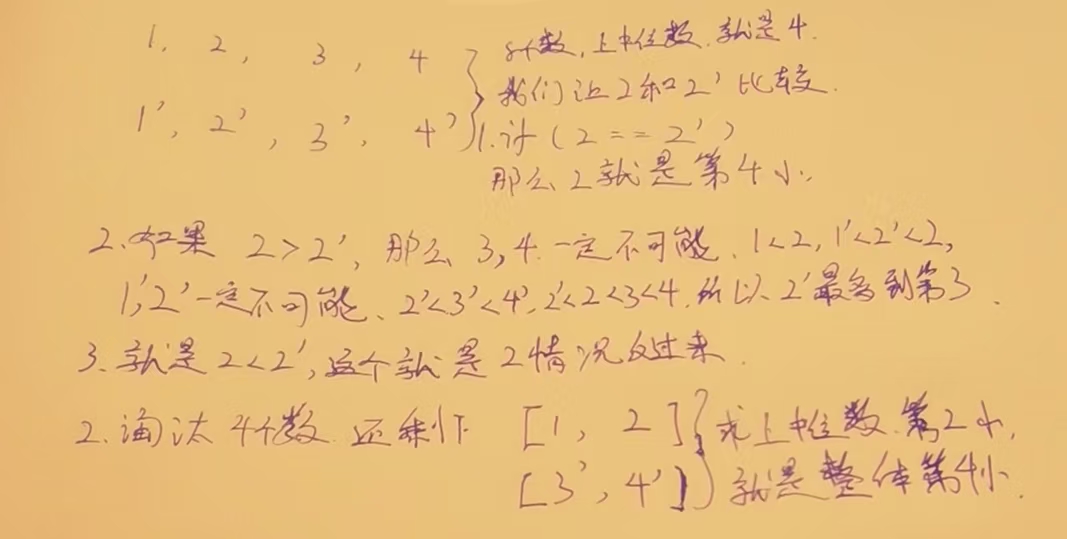 1, 2, 3, 4 } 8个数,上中位数.就是4.
我们让2和2'比较.
1', 2', 3', 4' 1.讨(2==2')
那么2就是第4小.
2.如果 2>2', 那么 3,4.一定不可能、1<2,1'<2'<2,
1',2'一定不可能、2'<3'<4',2'<2<3<4.所以2'最多到第3.
3.就是2<2',这个就是2情况反过来.
2.淘汰4个数.还剩下 [1, 2] } 求上中位数.第2小,
[3', 4'] 就是整体第4小.